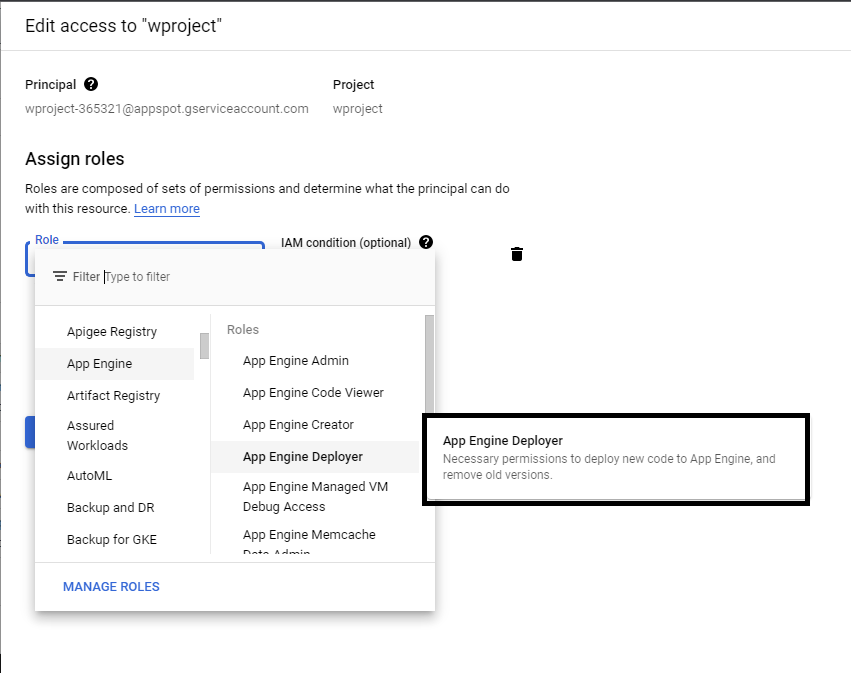 Edit access to "wproject"
Principal
Project
wproject-365321@appspot.gserviceaccount.com
wproject
Assign roles
Roles are composed of sets of permissions and determine what the principal can do
with this resource. Learn more
Role
IAM condition (optional)
Filter Type to filter
Apigee Registry
App Engine
Artifact Registry
Assured
Workloads
AutoML
Backup and DR
Backup for GKE
Roles
App Engine Admin
App Engine Code Viewer
App Engine Creator
App Engine Deployer
App Engine Managed VM
Debug Access
App Engine Memcache
Data Admin
App Engine Deployer
Necessary permissions to deploy new code to App Engine, and
remove old versions.
MANAGE ROLES